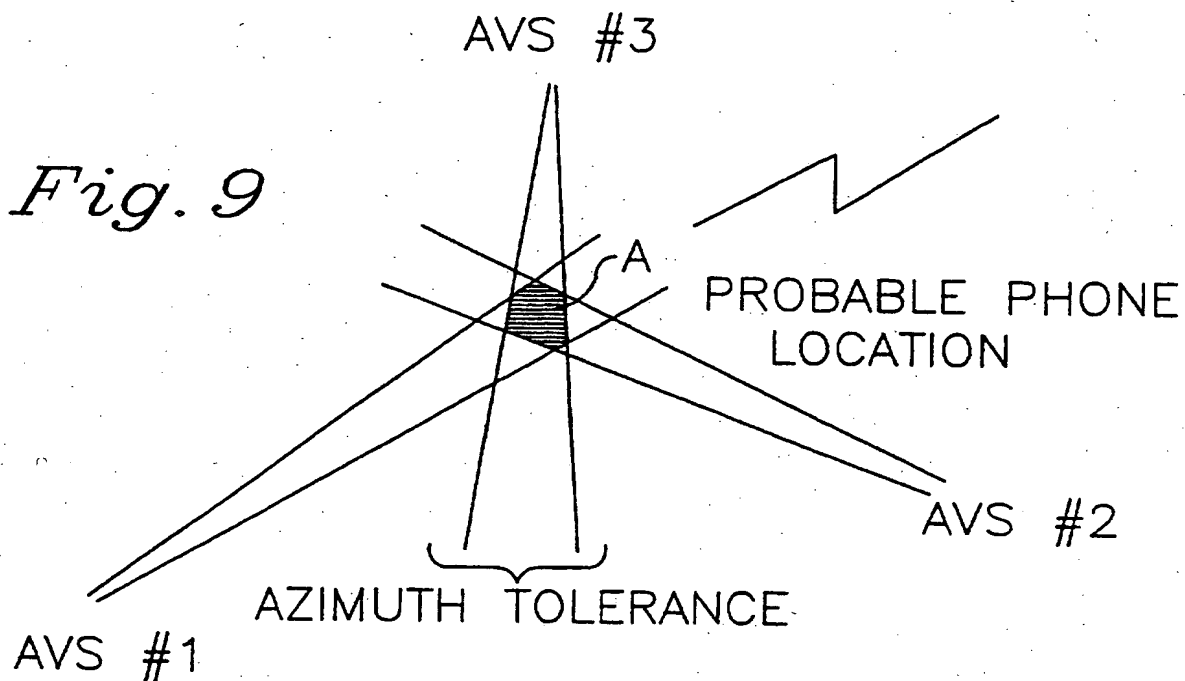 AVS #3
Fig. 9
A
PROBABLE PHONE
LOCATION
AVS #2
AZIMUTH TOLERANCE
AVS #1